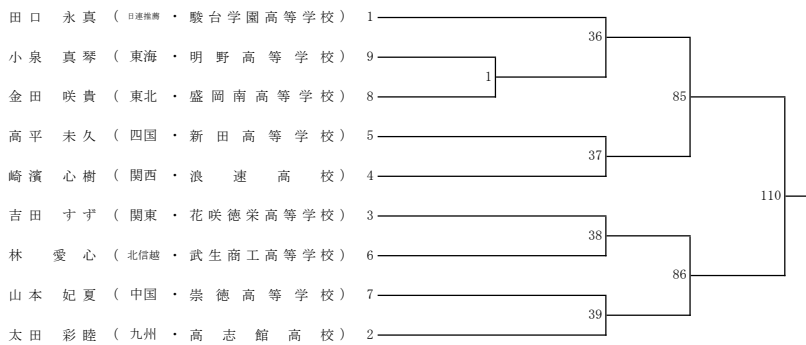 田口 永真 (日連推薦・駿台学園高等学校) 1
36
小泉 真琴 (東海・明野高等学校) 9
1
金田 咲貴 (東北・盛岡南高等学校) 8
85
高平 未久 (四国・新田高等学校) 5
37
崎濱 心樹 (関西・浪速高校) 4
110
吉田 すず (関東・花咲徳栄高等学校) 3
38
林 愛心 (北信越・武生商工高等学校) 6
86
山本 妃夏 (中国・崇徳高等学校) 7
39
太田 彩睦 (九州・高志館高校) 2